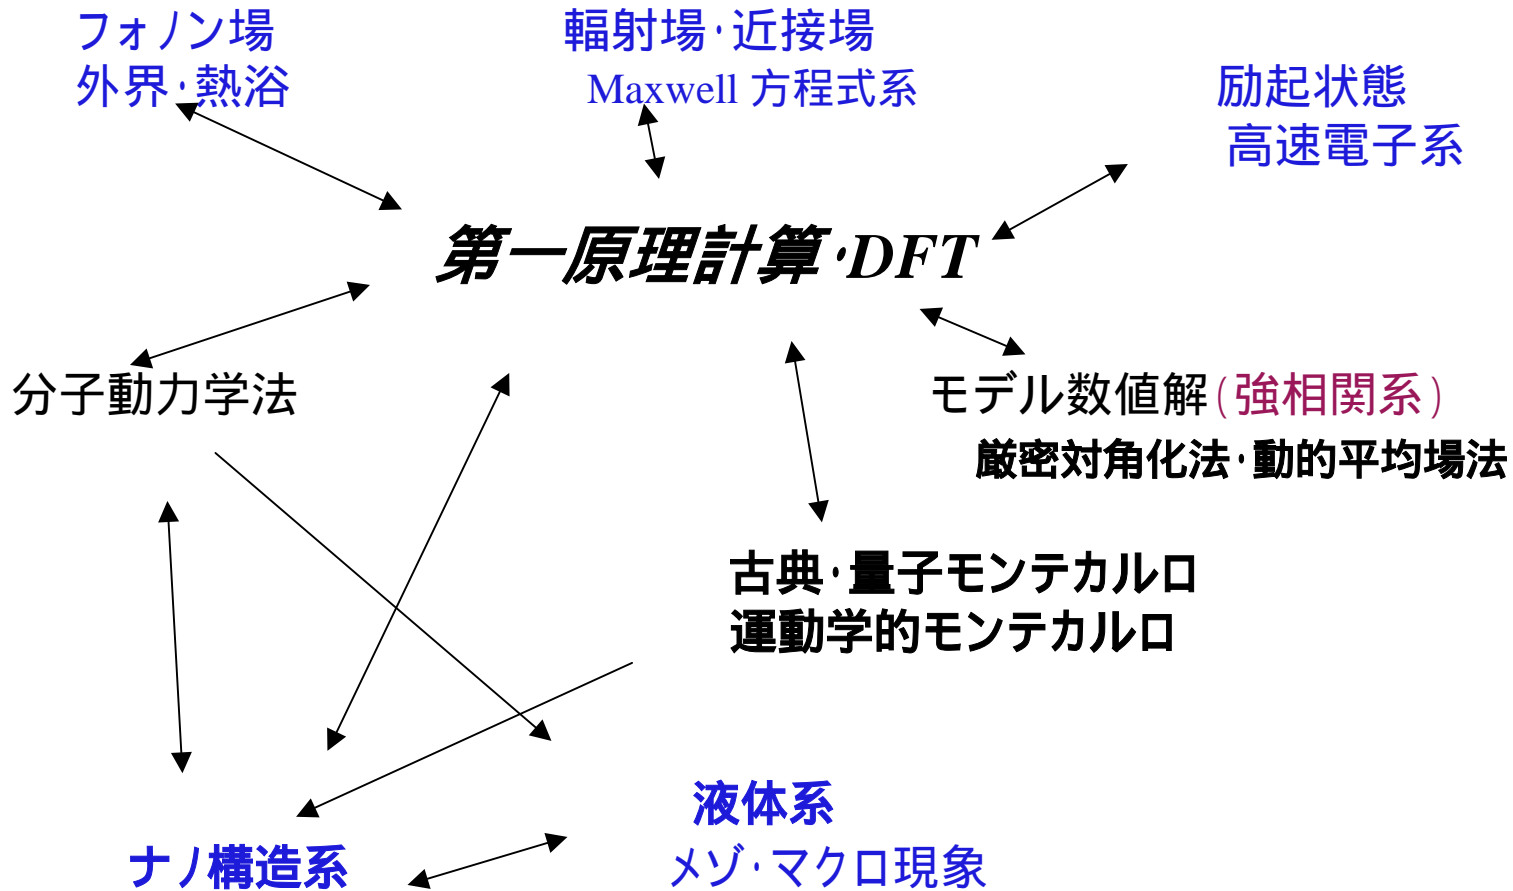 フォノン場
外界·熱浴
輻射場·近接場
Maxwell 方程式系
励起状態
高速電子系
第一原理計算·DFT
分子動力学法
モデル数値解(強相関系)
厳密対角化法·動的平均場法
古典·量子モンテカルロ
運動学的モンテカルロ
液体系
メゾ·マクロ現象
ナノ構造系